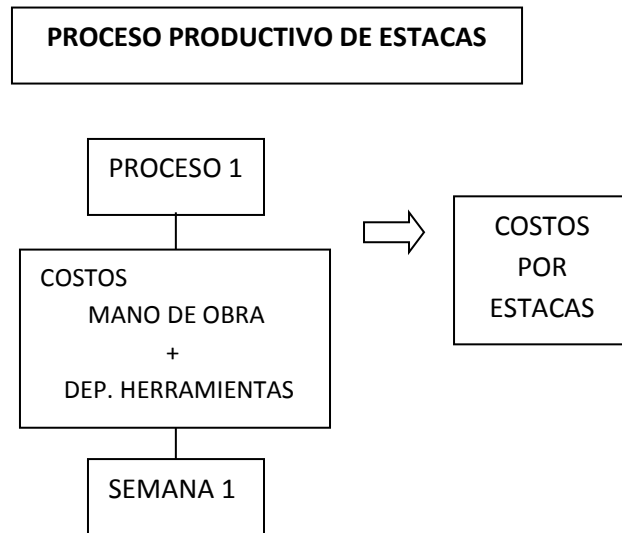 PROCESO PRODUCTIVO DE ESTACAS
PROCESO 1
COSTOS
MANO DE OBRA
+
DEP. HERRAMIENTAS
SEMANA 1
COSTOS
POR
ESTACAS